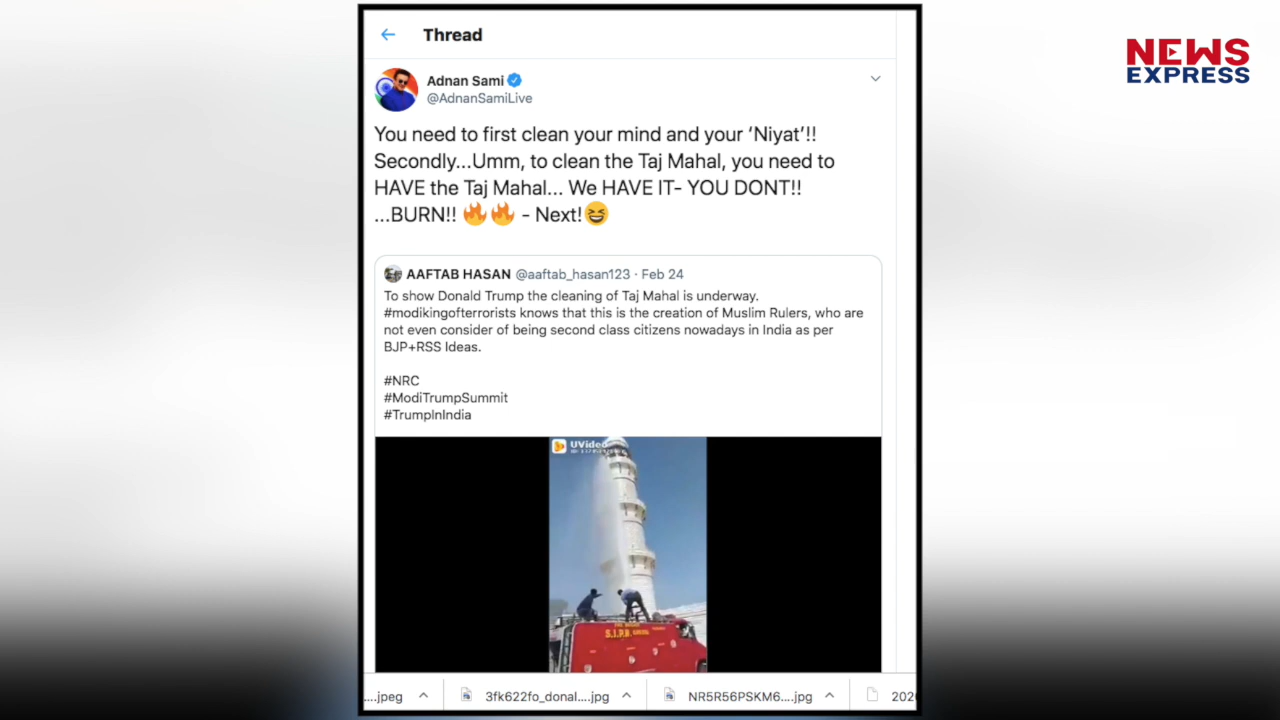 NEWS
EXPRESS
Thread
Adnan Sami
@AdnanSamiLive
You need to first clean your mind and your ‘Niyat’!!
Secondly...Umm, to clean the Taj Mahal, you need to
HAVE the Taj Mahal... We HAVE IT- YOU DONT!!
...BURN!! 🔥🔥 - Next!😆
AAFTAB HASAN @aaftab_hasan123 · Feb 24
To show Donald Trump the cleaning of Taj Mahal is underway.
#modikingofterrorists knows that this is the creation of Muslim Rulers, who are
not even consider of being second class citizens nowadays in India as per
BJP+RSS Ideas.
#NRC
#ModiTrumpSummit
#TrumpInIndia
UVideo
....jpeg
3fk622fo_donal....jpg
NR5R56PSKM6....jpg
202